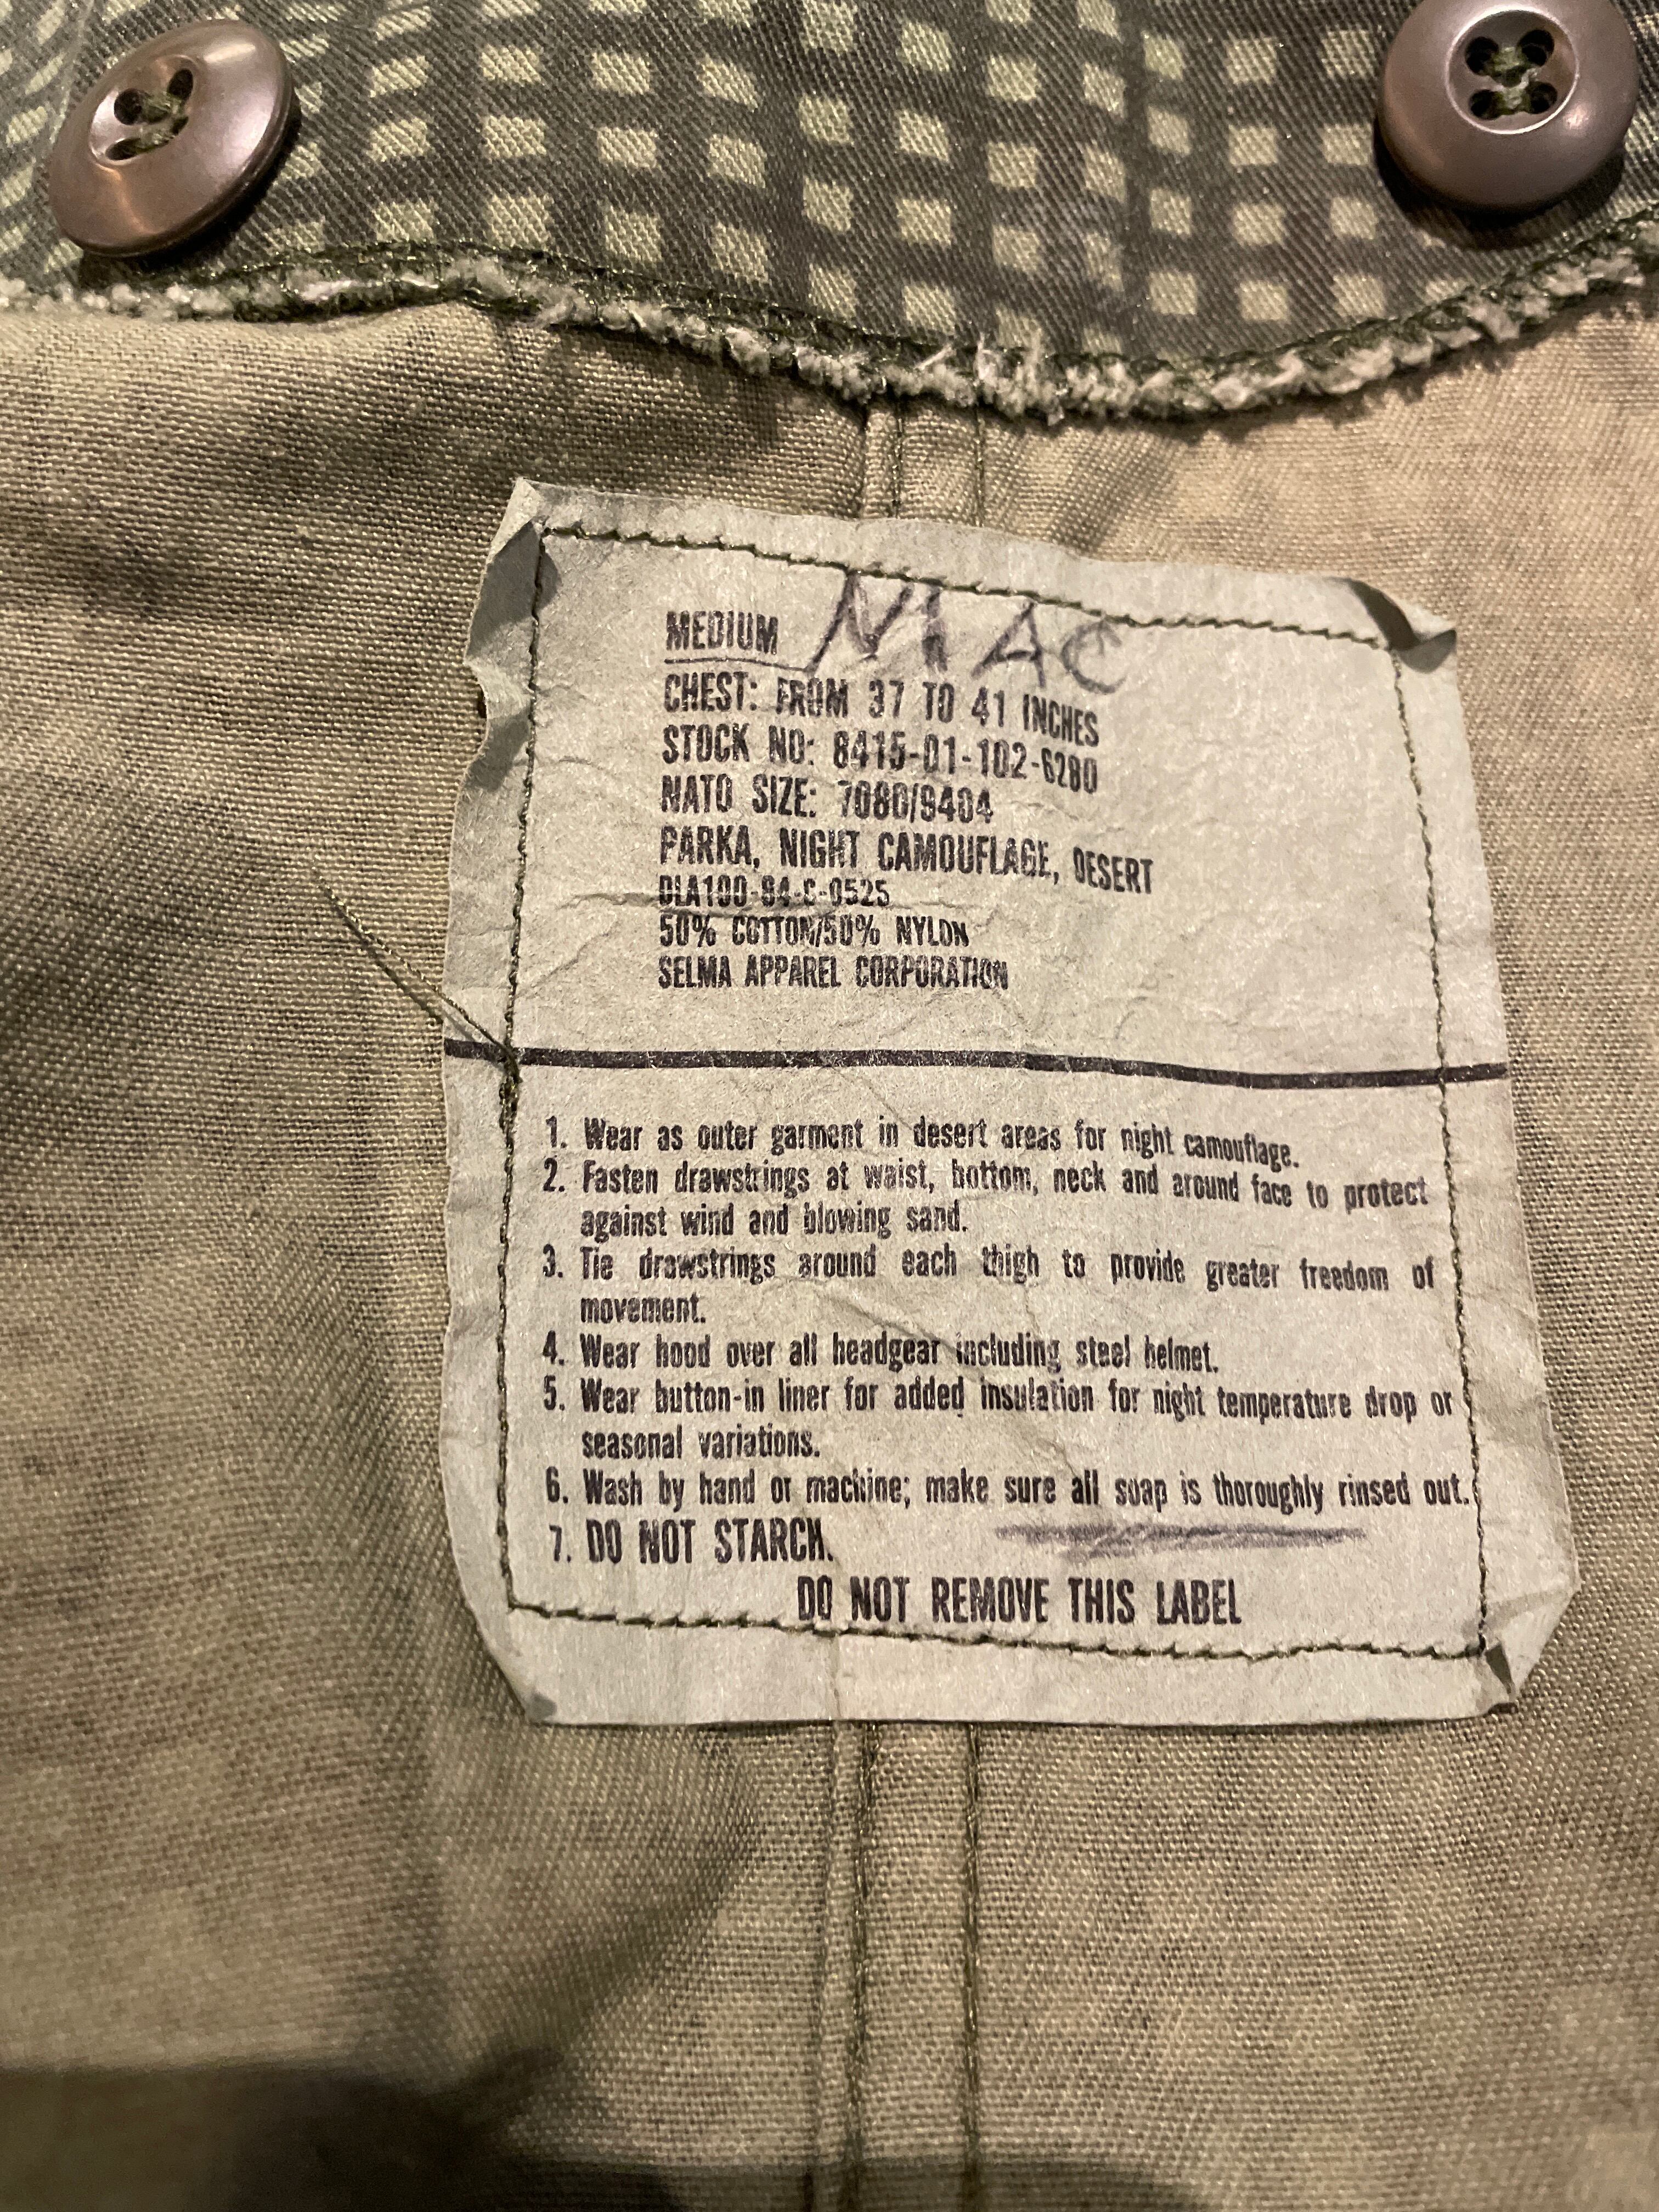 MEDIUM MAC
CHEST: FROM 37 TO 41 INCHES
STOCK NO: 8415-01-102-6280
NATO SIZE: 7080/9404
PARKA, NIGHT CAMOUFLAGE, DESERT
DLA100-84-C-0525
50% COTTON/50% NYLON
SELMA APPAREL CORPORATION
1. Wear as outer garment in desert areas for night camouflage.
2. Fasten drawstrings at waist, bottom, neck and around face to protect
against wind and blowing sand.
3. Tie drawstrings around each thigh to provide greater freedom of
movement.
4. Wear hood over all headgear including steel helmet.
5. Wear button-in liner for added insulation for night temperature drop or
seasonal variations.
6. Wash by hand or machine; make sure all soap is thoroughly rinsed out.
7. DO NOT STARCH.
DO NOT REMOVE THIS LABEL